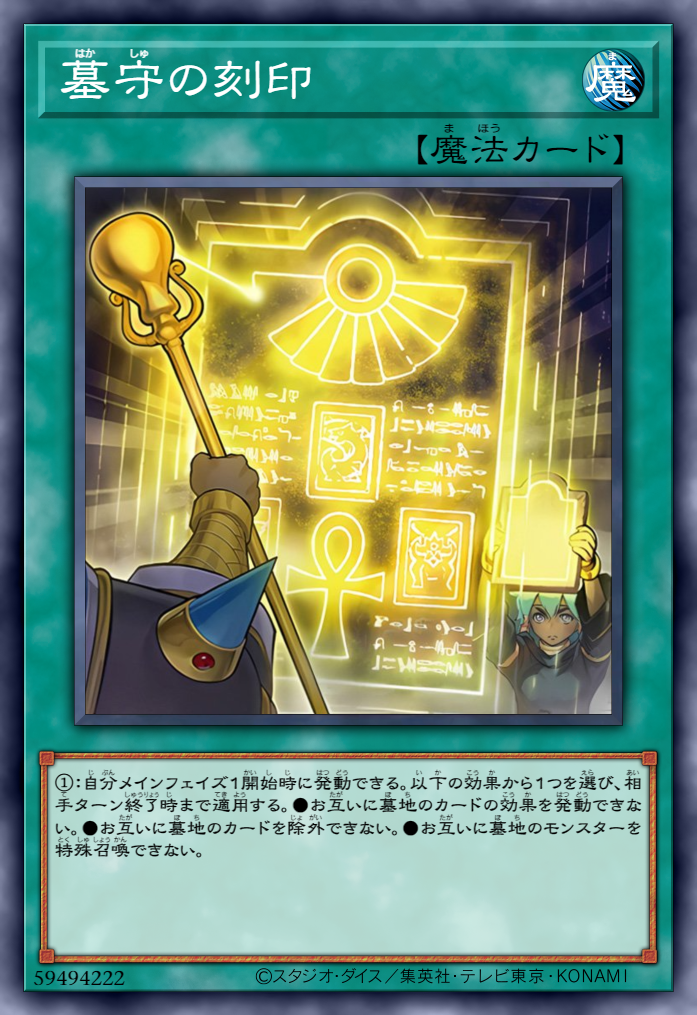 墓守の刻印
魔
【魔法カード】
①:自分メインフェイズ1開始時に発動できる。以下の効果から1つを選び、相
手ターン終了時まで適用する。●お互いに墓地のカードの効果を発動できな
い。●お互いに墓地のカードを除外できない。●お互いに墓地のモンスターを
特殊召喚できない。
59494222
©スタジオ・ダイス／集英社・テレビ東京・KONAMI